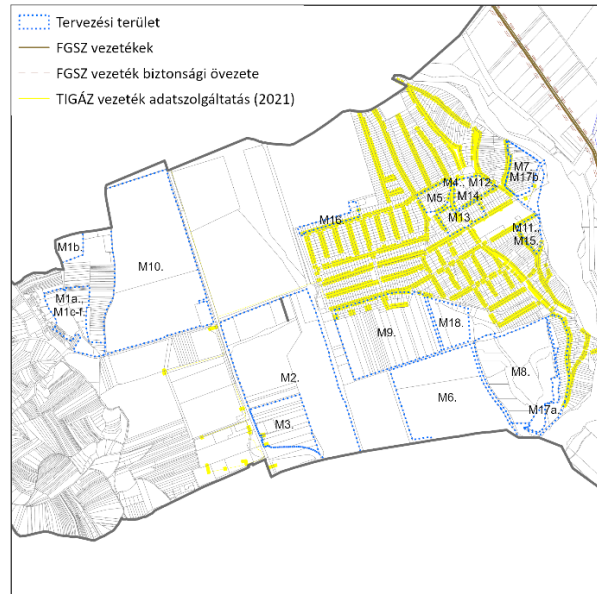 Tervezési terület
FGSZ vezetékek
FGSZ vezeték biztonsági övezete
TIGÁZ vezeték adatszolgáltatás (2021)
M7.
M17b.
M4. M12.
M5. M14.
M16.
M13.
M11.
M15.
M1b.
M10.
M1a.
M1c-f.
M9.
M18.
M2.
M8.
M6.
M3.
M17a.